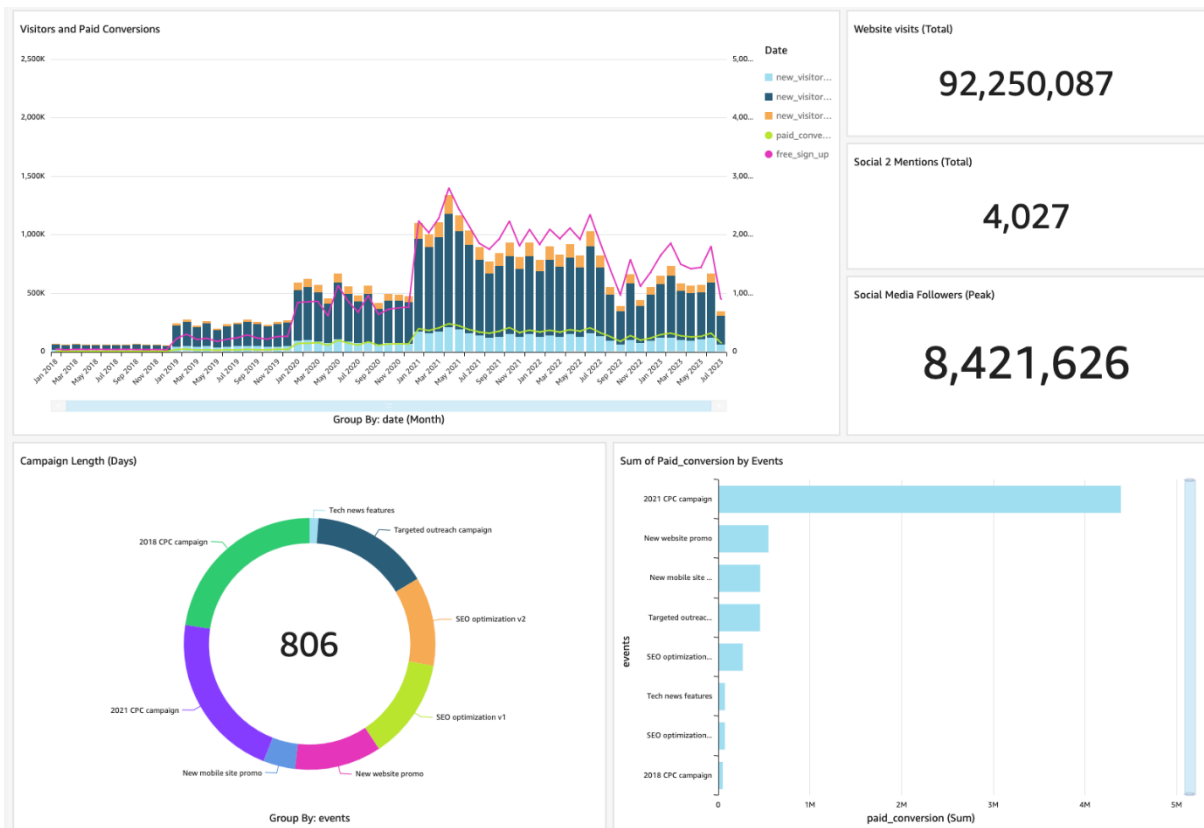 Visitors and Paid Conversions
2,500K
2,000K
1,500K
1,000K
500K
0
5,00...
4,00...
3,00...
2,00...
1,00...
0
Date
new_visitor...
new_visitor...
new_visitor...
paid_conve...
free_sign_up
Jan 2018
Mar 2018
May 2018
Jul 2018
Sep 2018
Nov 2018
Jan 2019
Mar 2019
May 2019
Jul 2019
Sep 2019
Nov 2019
Jan 2020
Mar 2020
May 2020
Jul 2020
Sep 2020
Nov 2020
Jan 2021
Mar 2021
May 2021
Jul 2021
Sep 2021
Nov 2021
Jan 2022
Mar 2022
May 2022
Jul 2022
Sep 2022
Nov 2022
Jan 2023
Mar 2023
May 2023
Jul 2023
Group By: date (Month)
Website visits (Total)
92,250,087
Social 2 Mentions (Total)
4,027
Social Media Followers (Peak)
8,421,626
Campaign Length (Days)
Tech news features
Targeted outreach campaign
2018 CPC campaign
SEO optimization v2
806
2021 CPC campaign
SEO optimization v1
New mobile site promo
New website promo
Group By: events
Sum of Paid_conversion by Events
events
2021 CPC campaign
New website promo
New mobile site ...
Targeted outreac...
SEO optimization...
Tech news features
SEO optimization...
2018 CPC campaign
0
1M
2M
3M
4M
5M
paid_conversion (Sum)